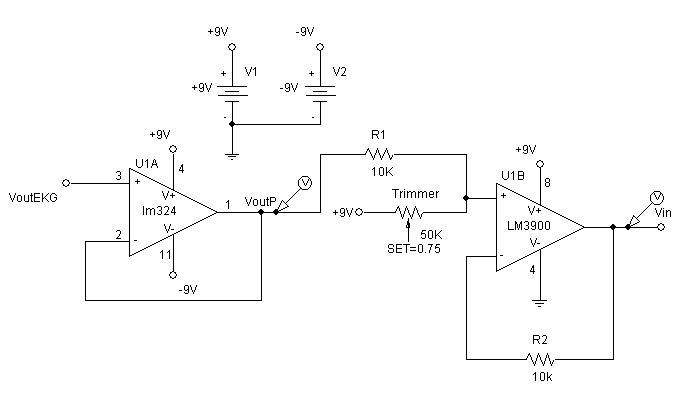 +9V
-9V
+
V1
+
V2
+9V
-9V
-
-
+9V
R1
U1A
4
10K
+9V
U1B
3
+
V+
8
VoutEKG
lm324
1
VoutP
V
Trimmer
+
V+
V
Vin
+9V
LM3900
2
-
V-
50K
SET=0.75
-
V-
11
4
-9V
R2
10k